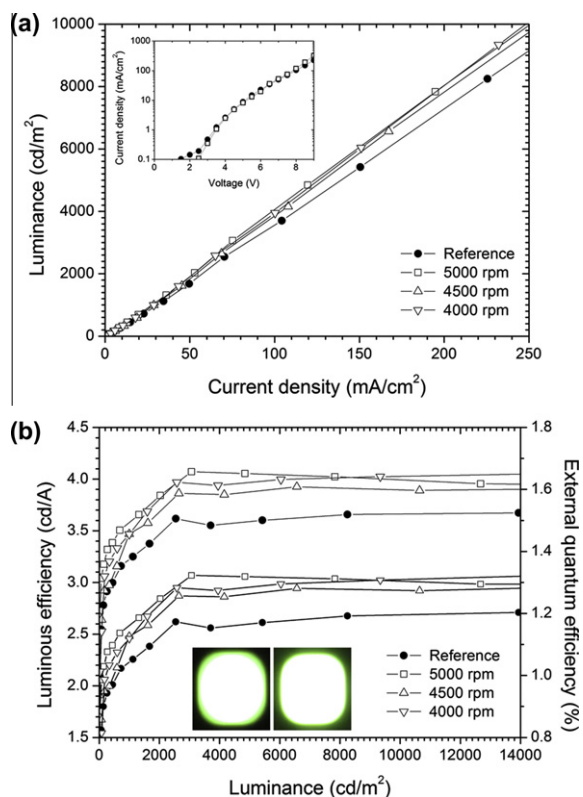 (a)
10000
8000
6000
4000
2000
0
Luminance (cd/m²)
0 50 100 150 200 250
Current density (mA/cm²)
1000
100
10
1
0.1
Current density (mA/cm²)
0 2 4 6 8
Voltage (V)
Reference
5000 rpm
4500 rpm
4000 rpm
(b)
4.5
4.0
3.5
3.0
2.5
2.0
1.5
Luminous efficiency (cd/A)
1.8
1.6
1.4
1.2
1.0
0.8
External quantum efficiency (%)
Reference
5000 rpm
4500 rpm
4000 rpm
0 2000 4000 6000 8000 10000 12000 14000
Luminance (cd/m²)